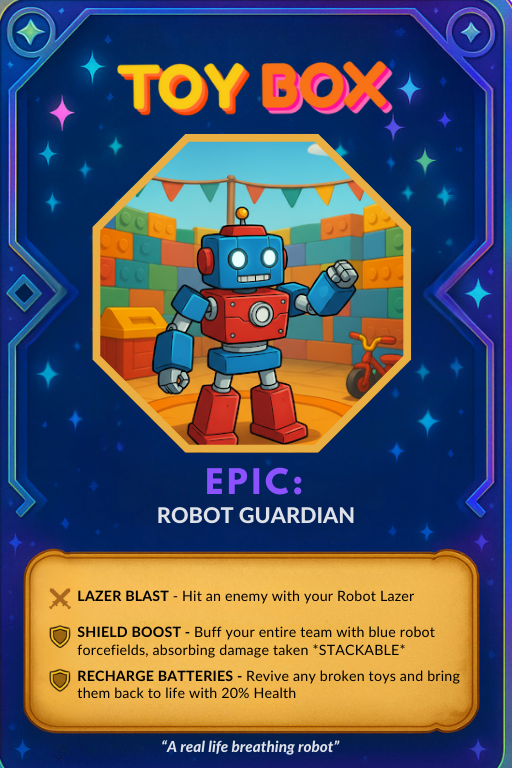 TOY BOX
EPIC:
ROBOT GUARDIAN
LAZER BLAST - Hit an enemy with your Robot Lazer
SHIELD BOOST - Buff your entire team with blue robot
forcefields, absorbing damage taken *STACKABLE*
RECHARGE BATTERIES - Revive any broken toys and bring
them back to life with 20% Health
“A real life breathing robot”